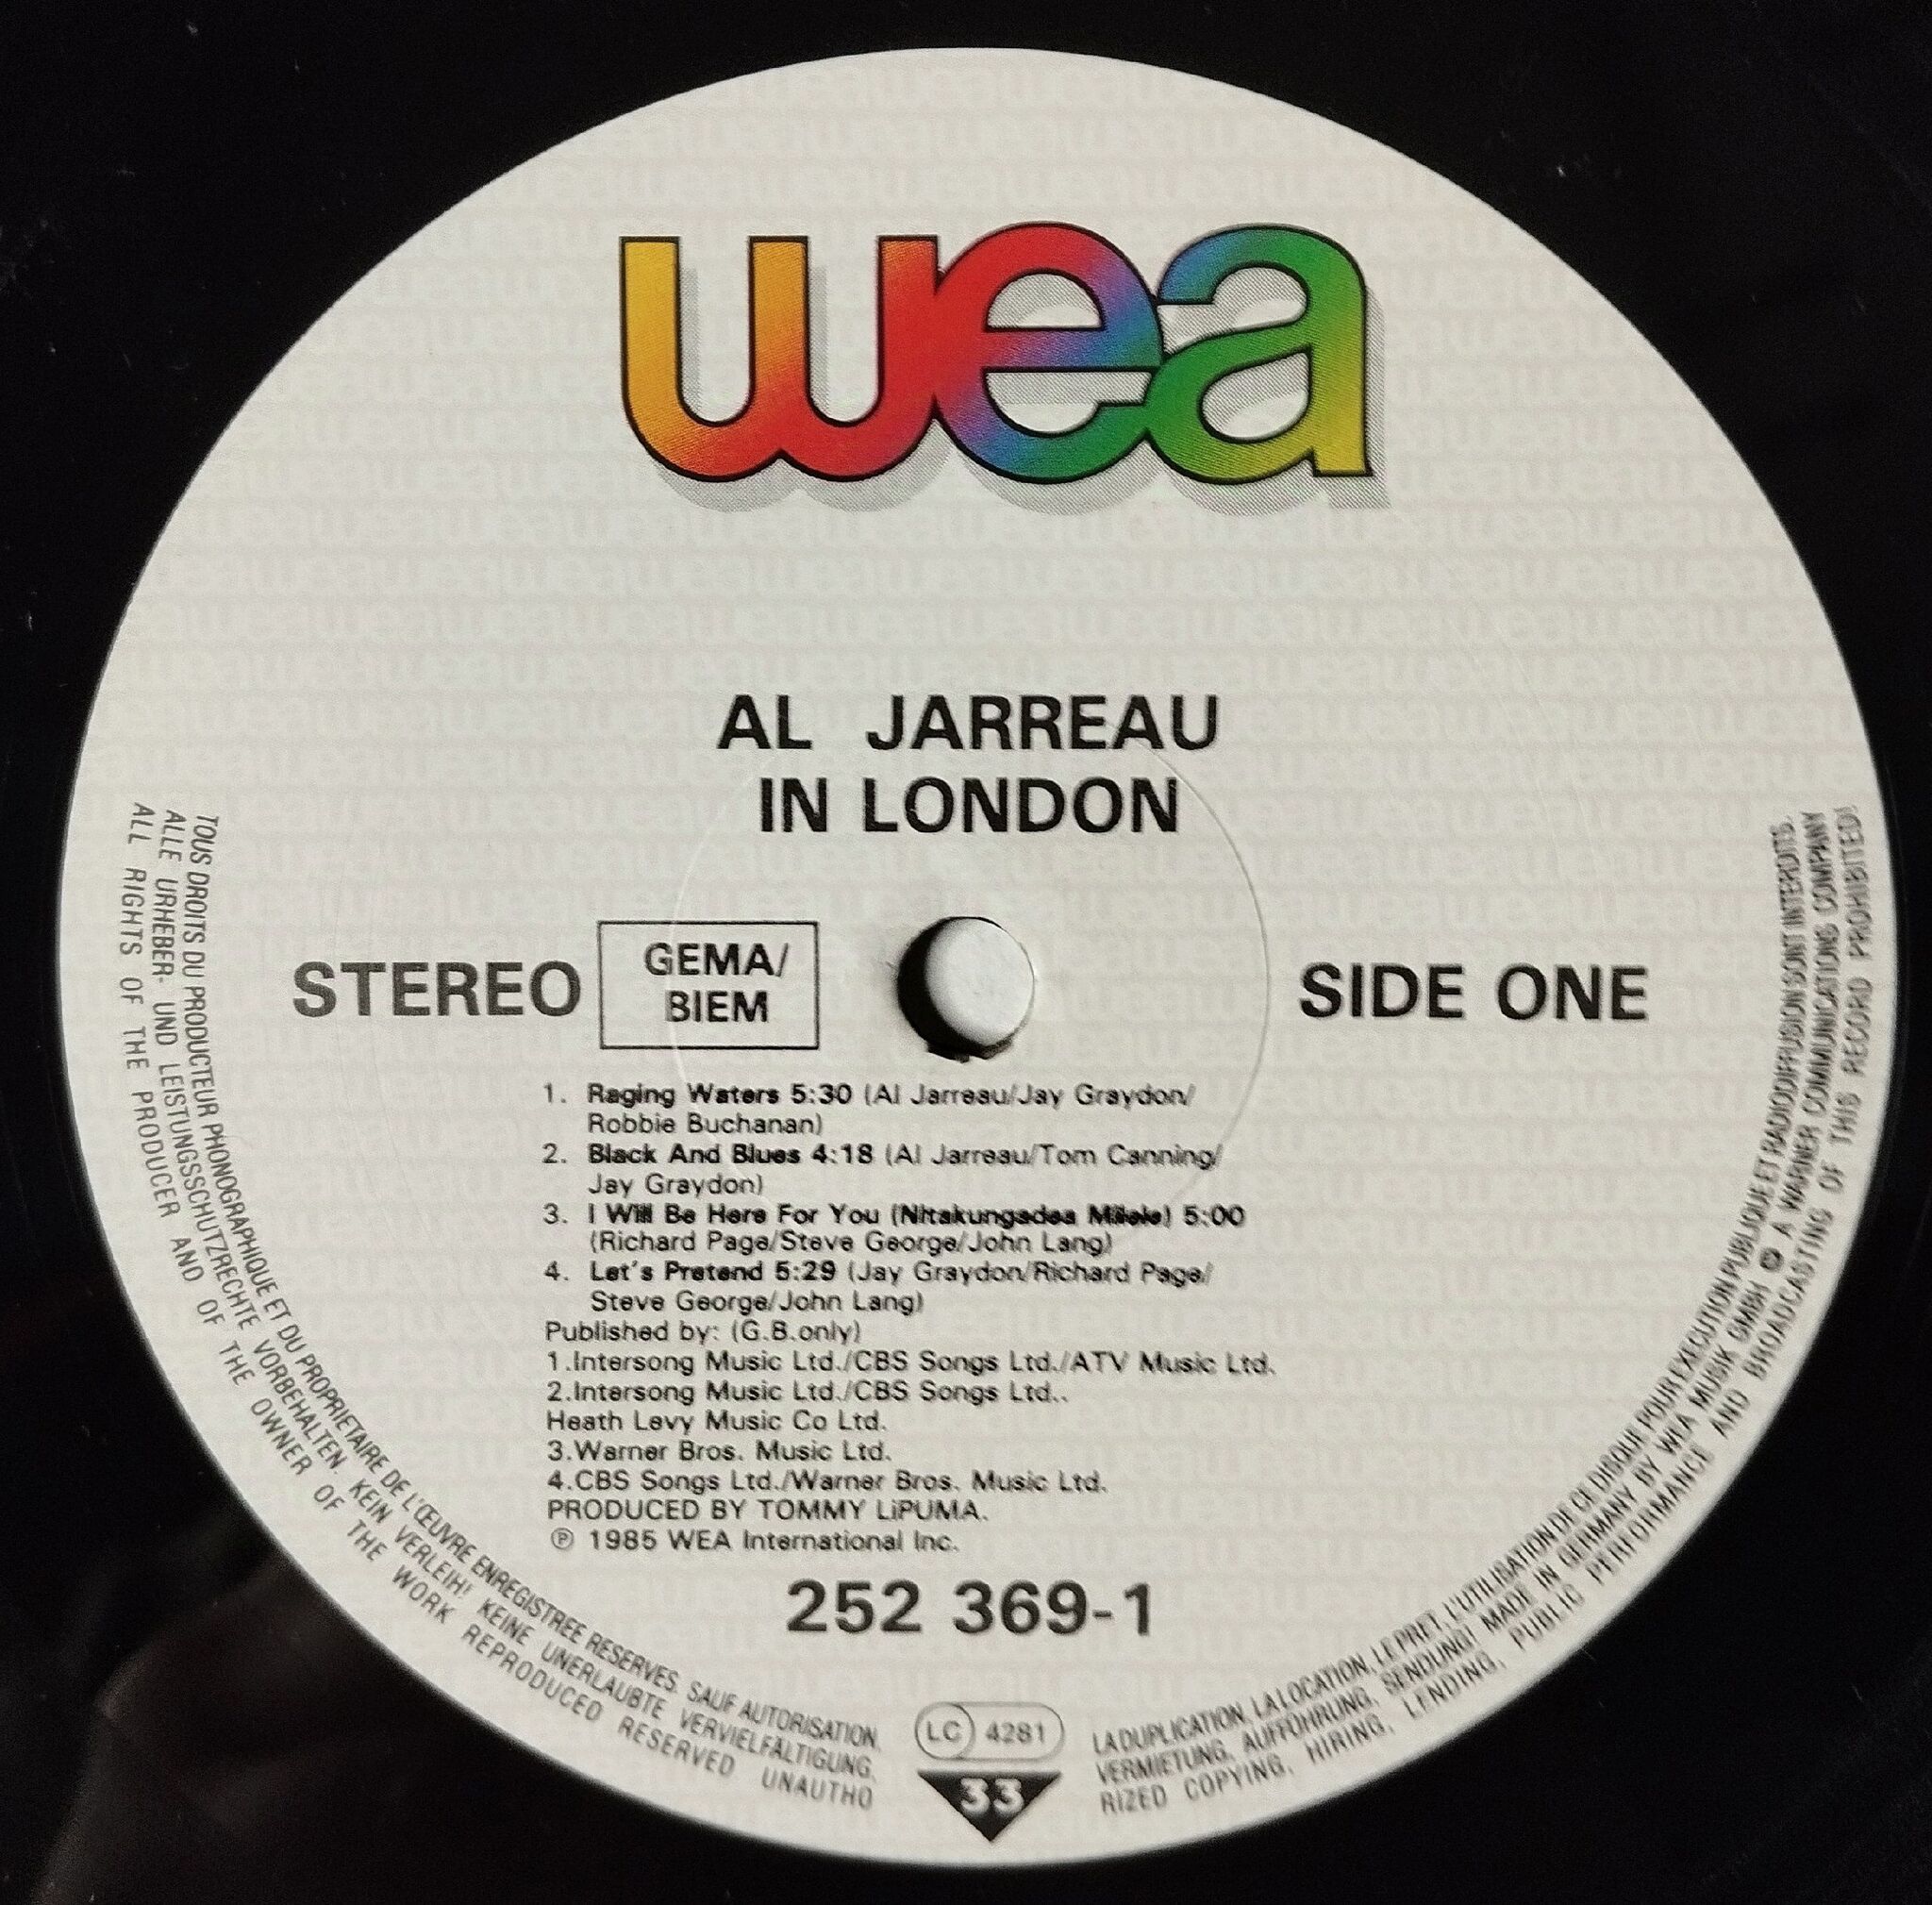 wea
AL JARREAU
IN LONDON
STEREO
GEMA/
BIEM
SIDE ONE
1. Raging Waters 5:30 (Al Jarreau/Jay Graydon/
Robbie Buchanan)
2. Black And Blues 4:18 (Al Jarreau/Tom Canning/
Jay Graydon)
3. I Will Be Here For You (Nitakungadea Milele) 5:00
(Richard Page/Steve George/John Lang)
4. Let's Pretend 5:29 (Jay Graydon/Richard Page/
Steve George/John Lang)
Published by: (G.B.only)
1.Intersong Music Ltd./CBS Songs Ltd./ATV Music Ltd.
2.Intersong Music Ltd./CBS Songs Ltd..
Heath Levy Music Co Ltd.
3.Warner Bros. Music Ltd.
4.CBS Songs Ltd./Warner Bros. Music Ltd.
PRODUCED BY TOMMY LiPUMA.
℗ 1985 WEA International Inc.
252 369-1
LC 4281
33
TOUS DROITS DU PRODUCTEUR PHONOGRAPHIQUE ET DU PROPRIETAIRE DE L'ŒUVRE ENREGISTREE RESERVES. SAUF AUTORISATION, LA DUPLICATION, LA LOCATION, LE PRET, L'UTILISATION DE CE DISQUE POUR EXECUTION PUBLIQUE ET RADIODIFFUSION SONT INTERDITES.
ALLE URHEBER- UND LEISTUNGSSCHUTZRECHTE VORBEHALTEN. KEIN VERLEIH! KEINE UNERLAUBTE VERVIELFÄLTIGUNG, VERMIETUNG, AUFFÜHRUNG, SENDUNG! MADE IN GERMANY BY WEA MUSIK GMBH A WARNER COMMUNICATIONS COMPANY
ALL RIGHTS OF THE PRODUCER AND OF THE OWNER OF THE WORK REPRODUCED RESERVED UNAUTHORIZED COPYING, HIRING, LENDING, PUBLIC PERFORMANCE AND BROADCASTING OF THIS RECORD PROHIBITED!